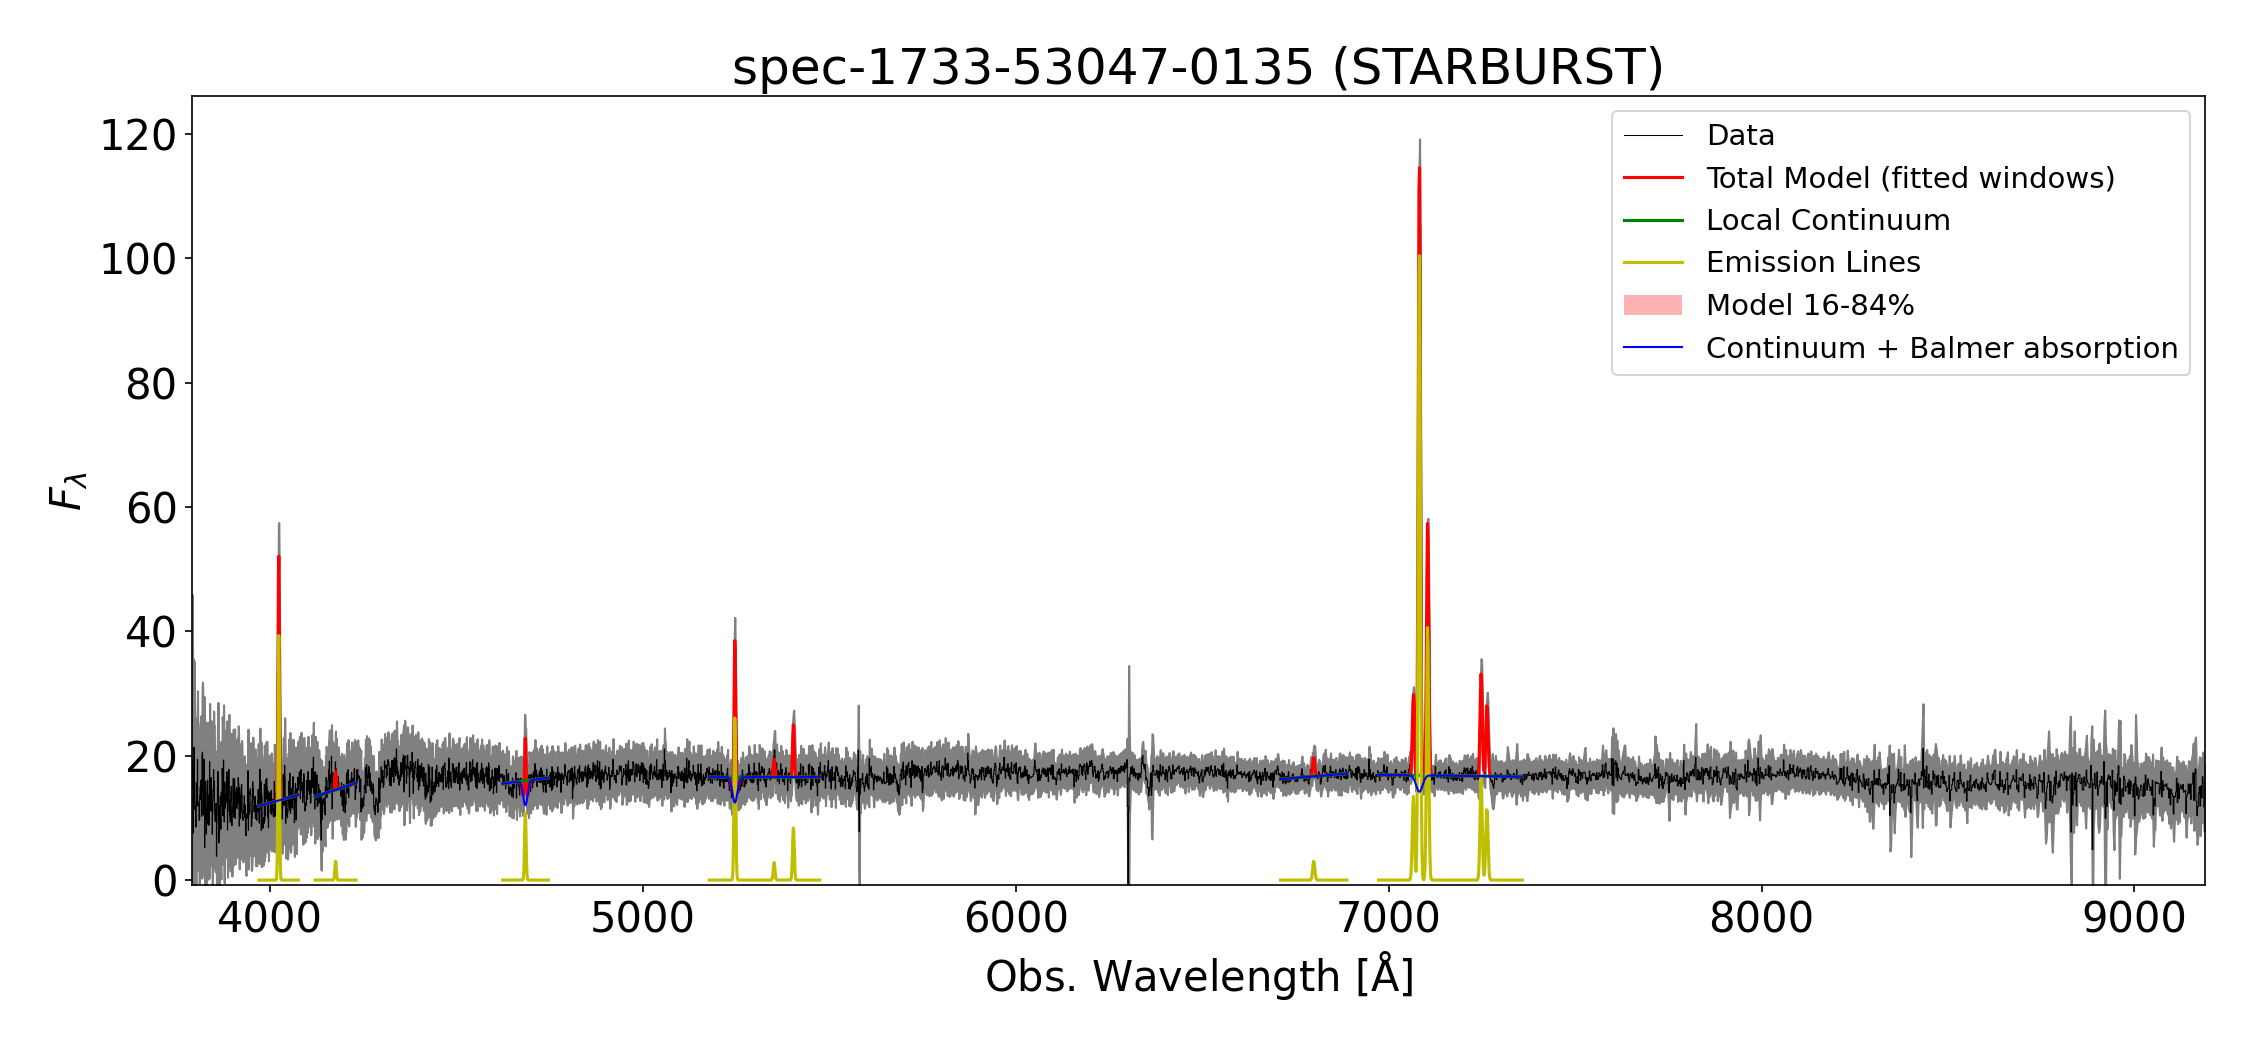 spec-1733-53047-0135 (STARBURST)
120
100
80
60
40
20
0
F_λ
Data
Total Model (fitted windows)
Local Continuum
Emission Lines
Model 16-84%
Continuum + Balmer absorption
4000 5000 6000 7000 8000 9000
Obs. Wavelength [Å]